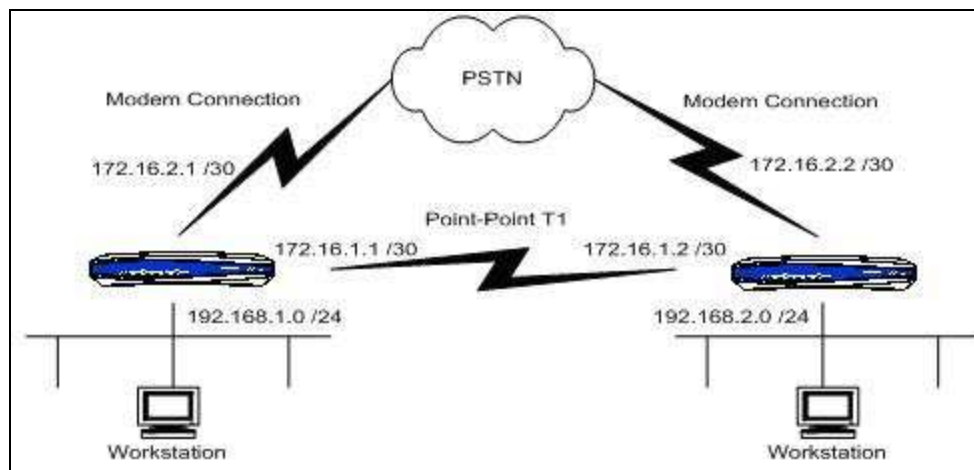 PSTN
Modem Connection
Modem Connection
172.16.2.1 /30
172.16.2.2 /30
Point-Point T1
172.16.1.1 /30
172.16.1.2 /30
192.168.1.0 /24
192.168.2.0 /24
Workstation
Workstation